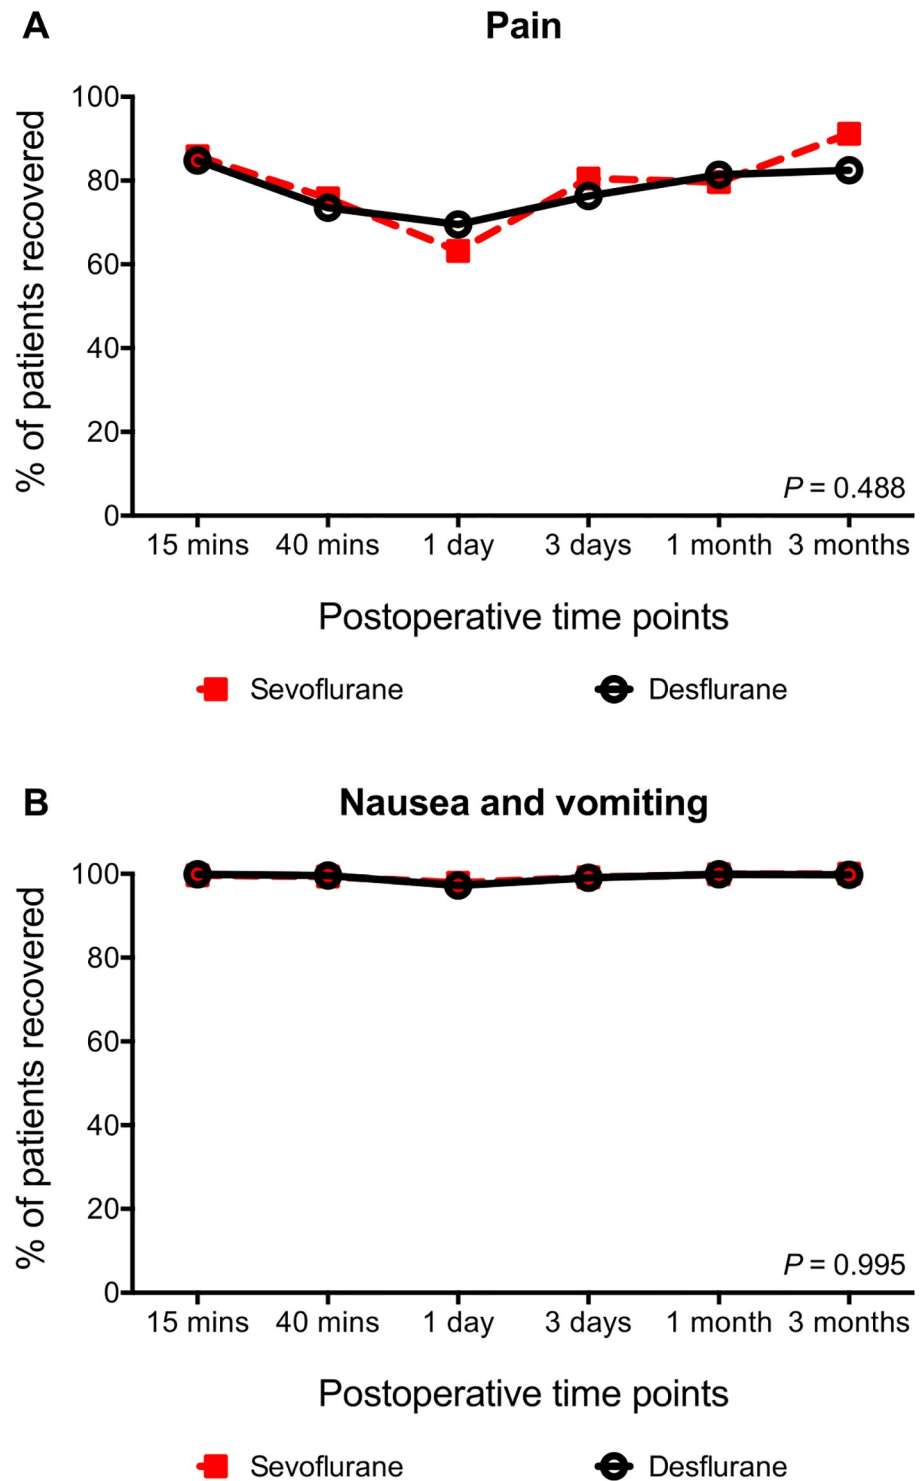 A
Pain
% of patients recovered
100
80
60
40
20
0
P = 0.488
15 mins 40 mins 1 day 3 days 1 month 3 months
Postoperative time points
Sevoflurane Desflurane
B
Nausea and vomiting
% of patients recovered
100
80
60
40
20
0
P = 0.995
15 mins 40 mins 1 day 3 days 1 month 3 months
Postoperative time points
Sevoflurane Desflurane